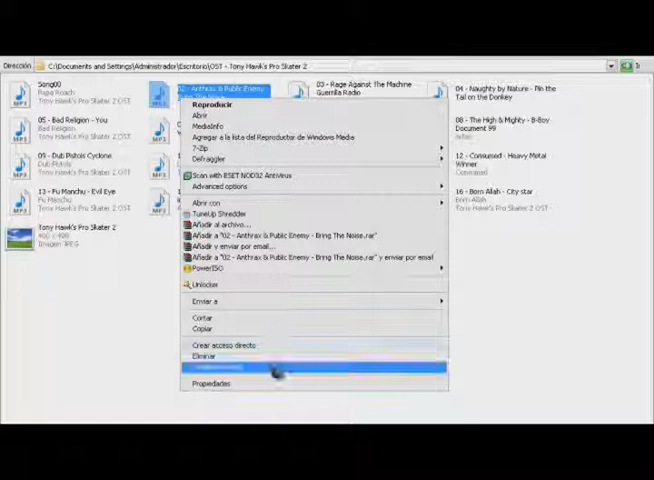 Dirección
C:\Documents and Settings\Administrador\Escritorio\OST - Tony Hawk's Pro Skater 2
Song00
Papa Roach
Tony Hawk's Pro Skater 2 OST
02 - Anthrax & Public Enemy
03 - Rage Against The Machine
Guerrilla Radio
04 - Naughty by Nature - Pin the
Tail on the Donkey
05 - Bad Religion - You
Bad Religion
Tony Hawk's Pro Skater 2 OST
08 - The High & Mighty - B-Boy
Document 99
09 - Dub Pistols Cyclone
Dub Pistols
Tony Hawk's Pro Skater 2 OST
12 - Consumed - Heavy Metal
Winner
Consumed
13 - Fu Manchu - Evil Eye
Fu Manchu
Tony Hawk's Pro Skater 2 OST
16 - Born Allah - City star
Born Allah
Tony Hawk's Pro Skater 2 OST
Tony Hawk's Pro Skater 2
400 x 400
Imagen JPEG
Reproducir
Abrir
MediaInfo
Agregar a la lista del Reproductor de Windows Media
7-Zip
Defraggler
Scan with ESET NOD32 Antivirus
Advanced options
Abrir con
TuneUp Shredder
Añadir al archivo...
Añadir a "02 - Anthrax & Public Enemy - Bring The Noise.rar"
Añadir y enviar por email...
Añadir a "02 - Anthrax & Public Enemy - Bring The Noise.rar" y enviar por email
PowerISO
Unlocker
Enviar a
Cortar
Copiar
Crear acceso directo
Eliminar
Propiedades